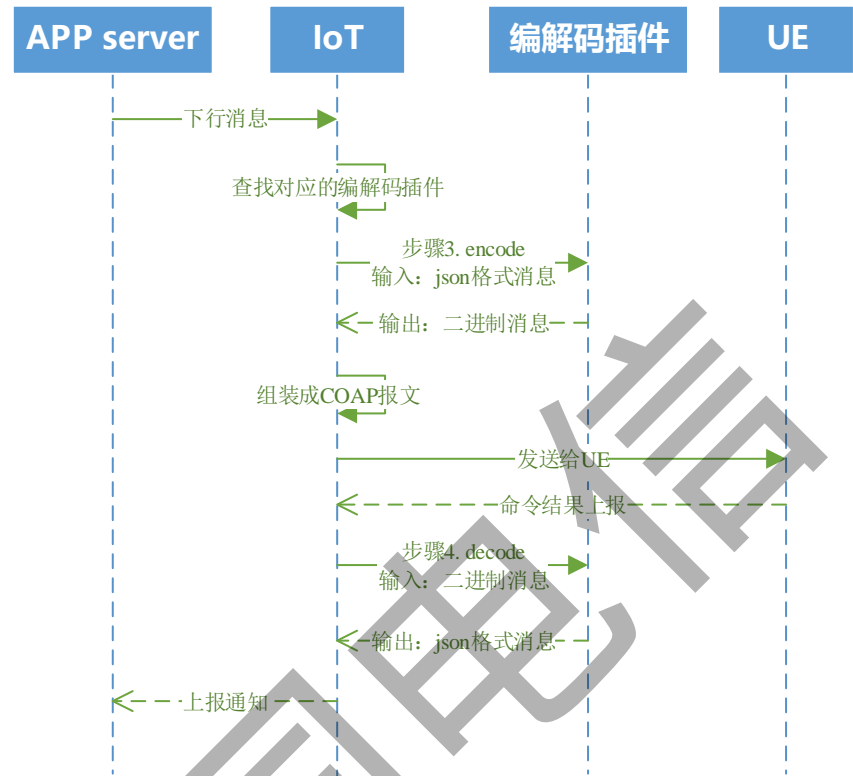 APP server
IoT
编解码插件
UE
下行消息
查找对应的编解码插件
步骤3. encode
输入：json格式消息
输出：二进制消息
组装成COAP报文
发送给UE
命令结果上报
步骤4. decode
输入：二进制消息
输出：json格式消息
上报通知
电信